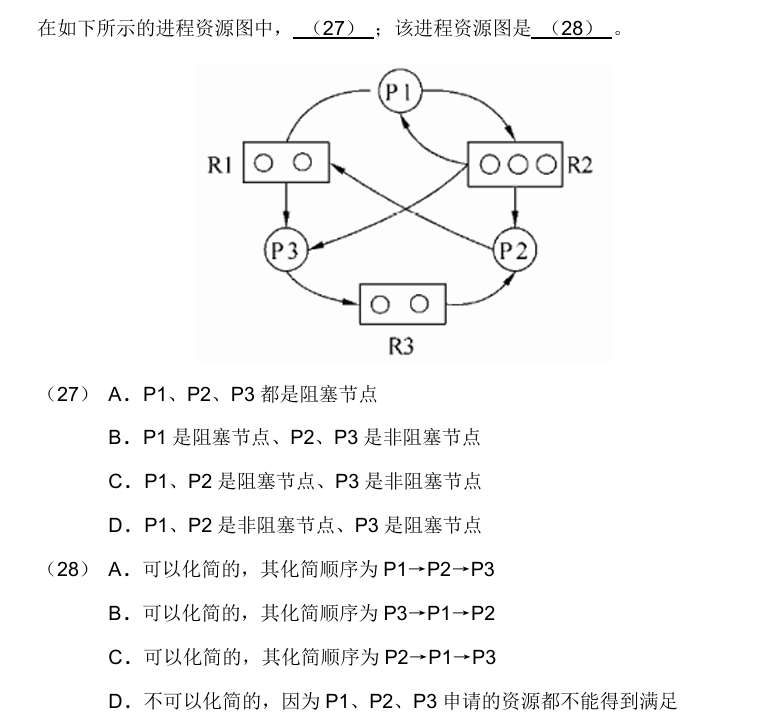 在如下所示的进程资源图中，（27）；该进程资源图是（28）。
P1
R1
R2
P3
P2
R3
（27） A．P1、P2、P3 都是阻塞节点
B．P1 是阻塞节点、P2、P3 是非阻塞节点
C．P1、P2 是阻塞节点、P3 是非阻塞节点
D．P1、P2 是非阻塞节点、P3 是阻塞节点
（28） A．可以化简的，其化简顺序为 P1→P2→P3
B．可以化简的，其化简顺序为 P3→P1→P2
C．可以化简的，其化简顺序为 P2→P1→P3
D．不可以化简的，因为 P1、P2、P3 申请的资源都不能得到满足